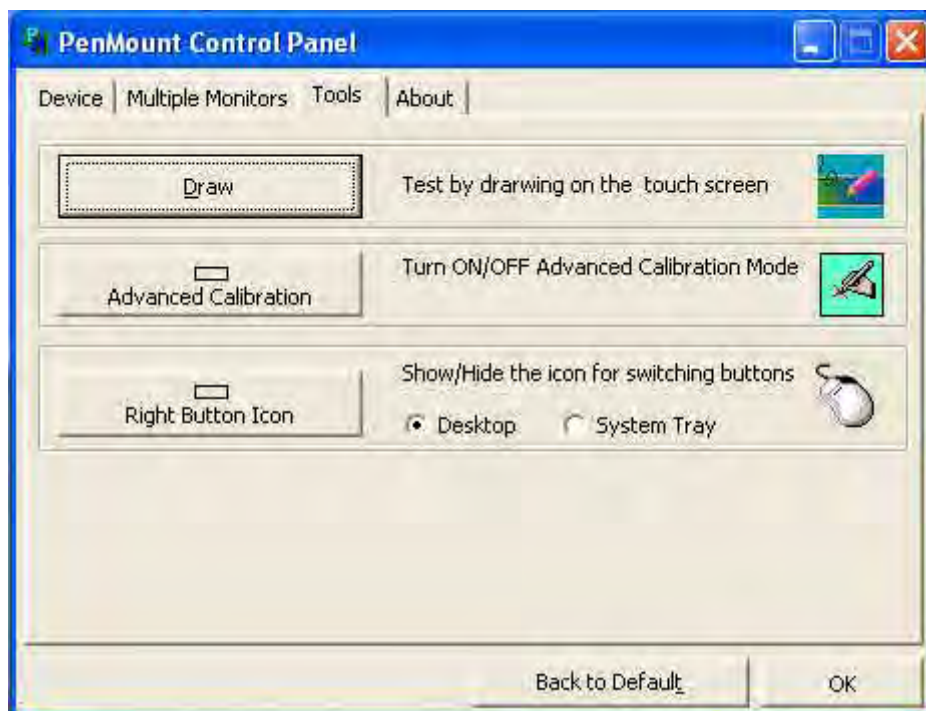 PenMount Control Panel
Device Multiple Monitors Tools About
Draw
Test by drarwing on the touch screen
Advanced Calibration
Turn ON/OFF Advanced Calibration Mode
Right Button Icon
Show/Hide the icon for switching buttons
Desktop System Tray
Back to Default
OK